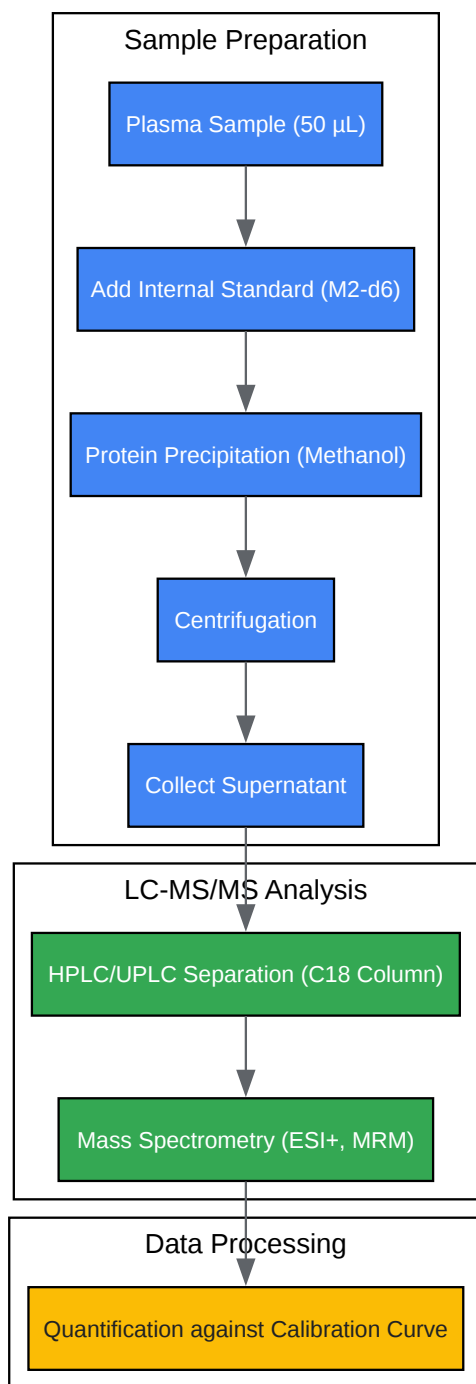 Sample Preparation
Plasma Sample (50 µL)
Add Internal Standard (M2-d6)
Protein Precipitation (Methanol)
Centrifugation
Collect Supernatant
LC-MS/MS Analysis
HPLC/UPLC Separation (C18 Column)
Mass Spectrometry (ESI+, MRM)
Data Processing
Quantification against Calibration Curve